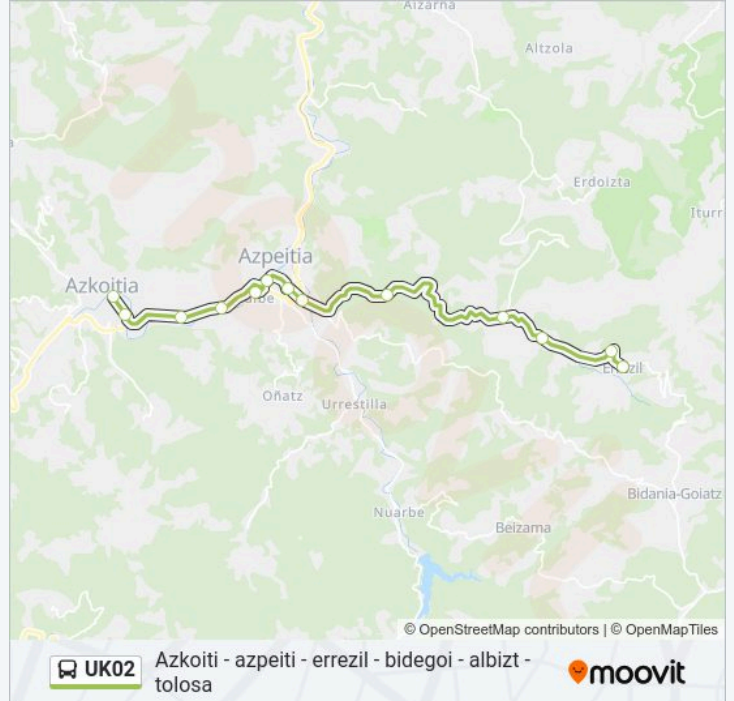 Aizarna
Altzola
Erdoizta
Iturr
Azpeitia
Azkoitia
Errezil
Oñatz
Urrestilla
Bidania-Goiatz
Nuarbe
Beizama
© OpenStreetMap contributors | © OpenMapTiles
UK02
Azkoiti - azpeiti - errezil - bidegoi - albizt -
tolosa
moovit